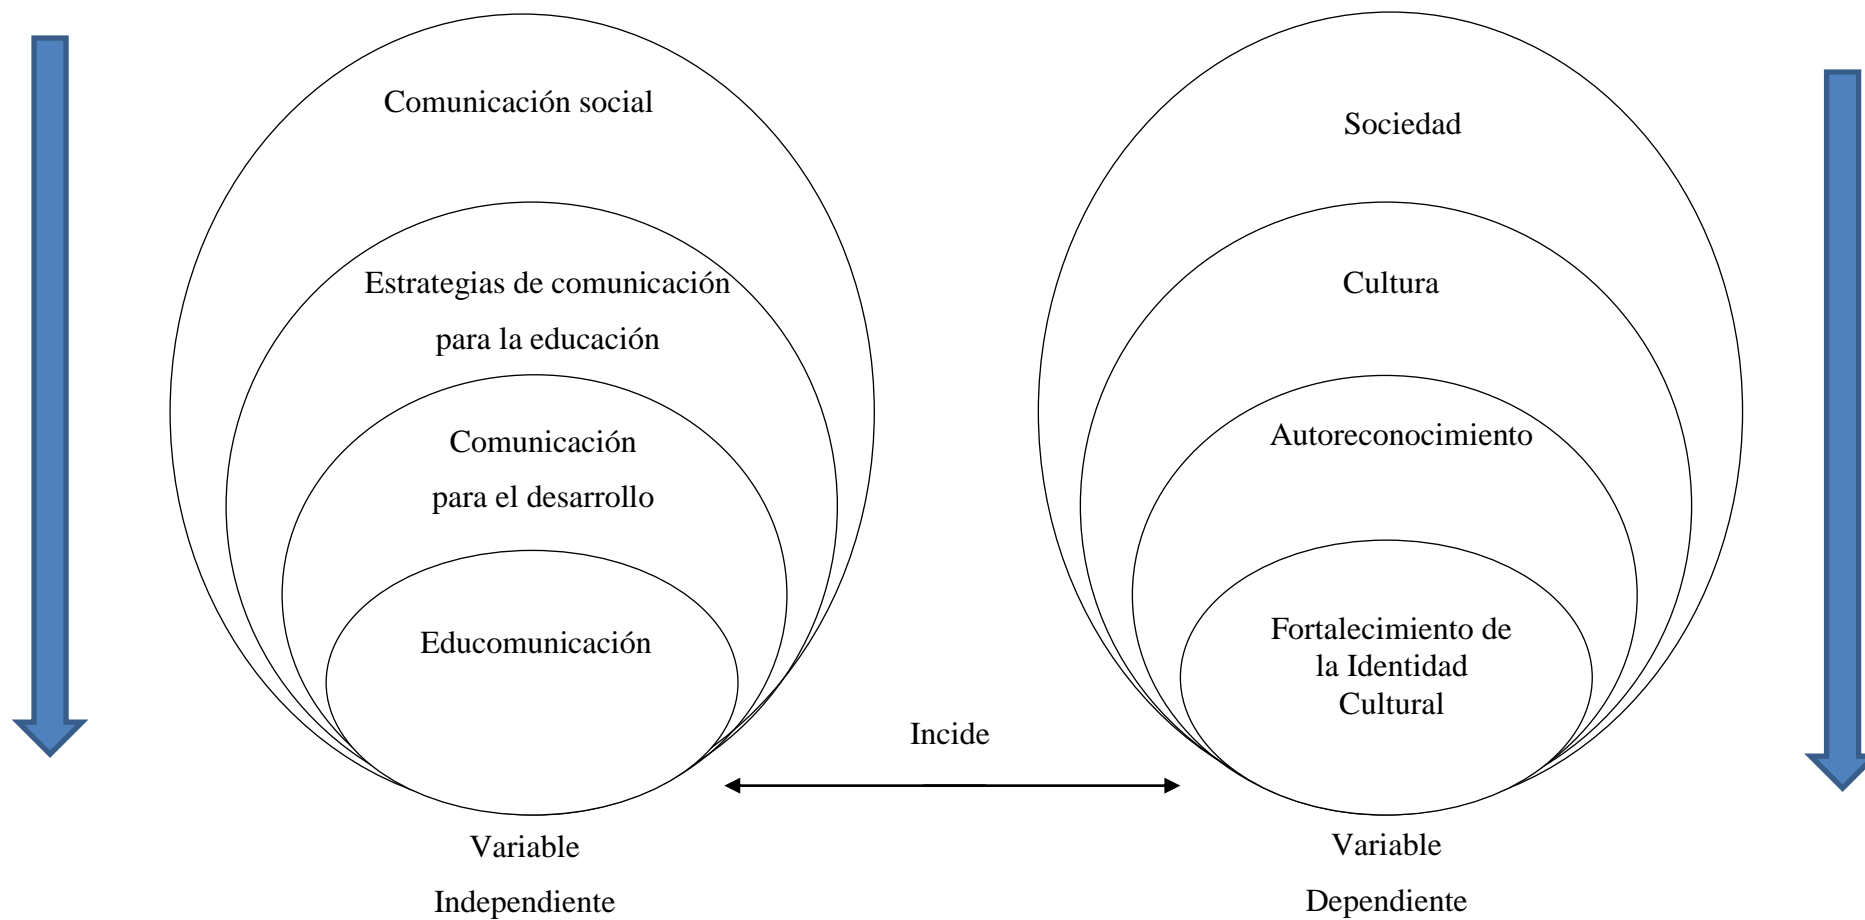 Comunicación social
Estrategias de comunicación
para la educación
Comunicación
para el desarrollo
Educomunicación
Variable
Independiente
Incide
Sociedad
Cultura
Autoreconocimiento
Fortalecimiento de
la Identidad
Cultural
Variable
Dependiente